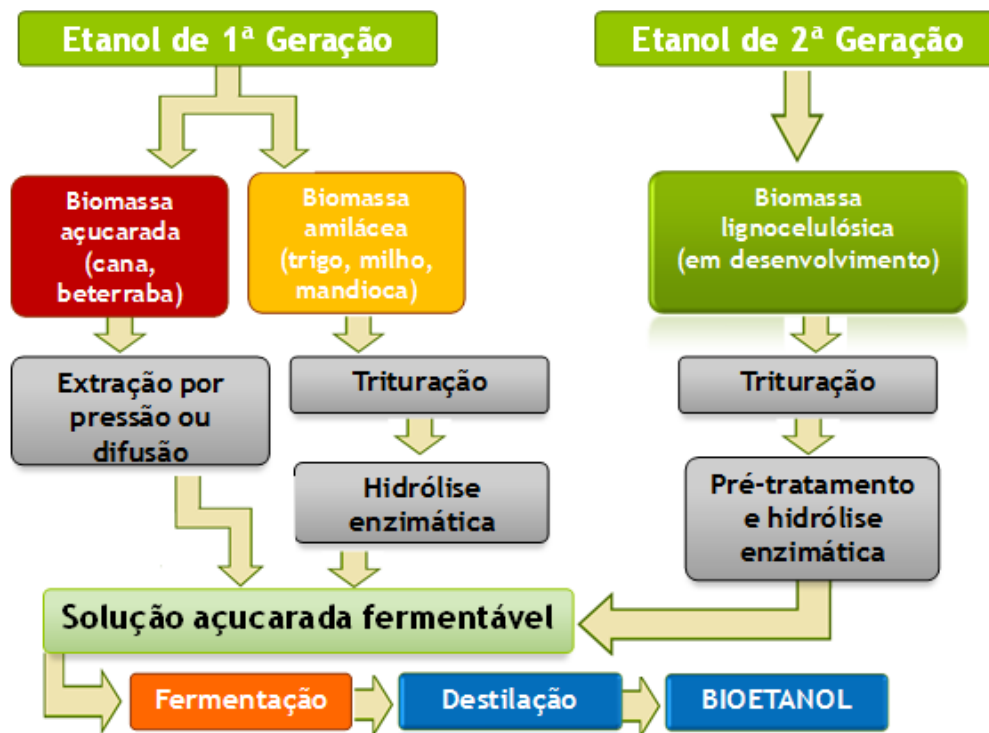 Etanol de 1ª Geração
Etanol de 2ª Geração
Biomassa
açucarada
(cana,
beterraba)
Biomassa
amilácea
(trigo, milho,
mandioca)
Biomassa
lignocelulósica
(em desenvolvimento)
Extração por
pressão ou
difusão
Trituração
Trituração
Hidrólise
enzimática
Pré-tratamento
e hidrólise
enzimática
Solução açucarada fermentável
Fermentação
Destilação
BIOETANOL